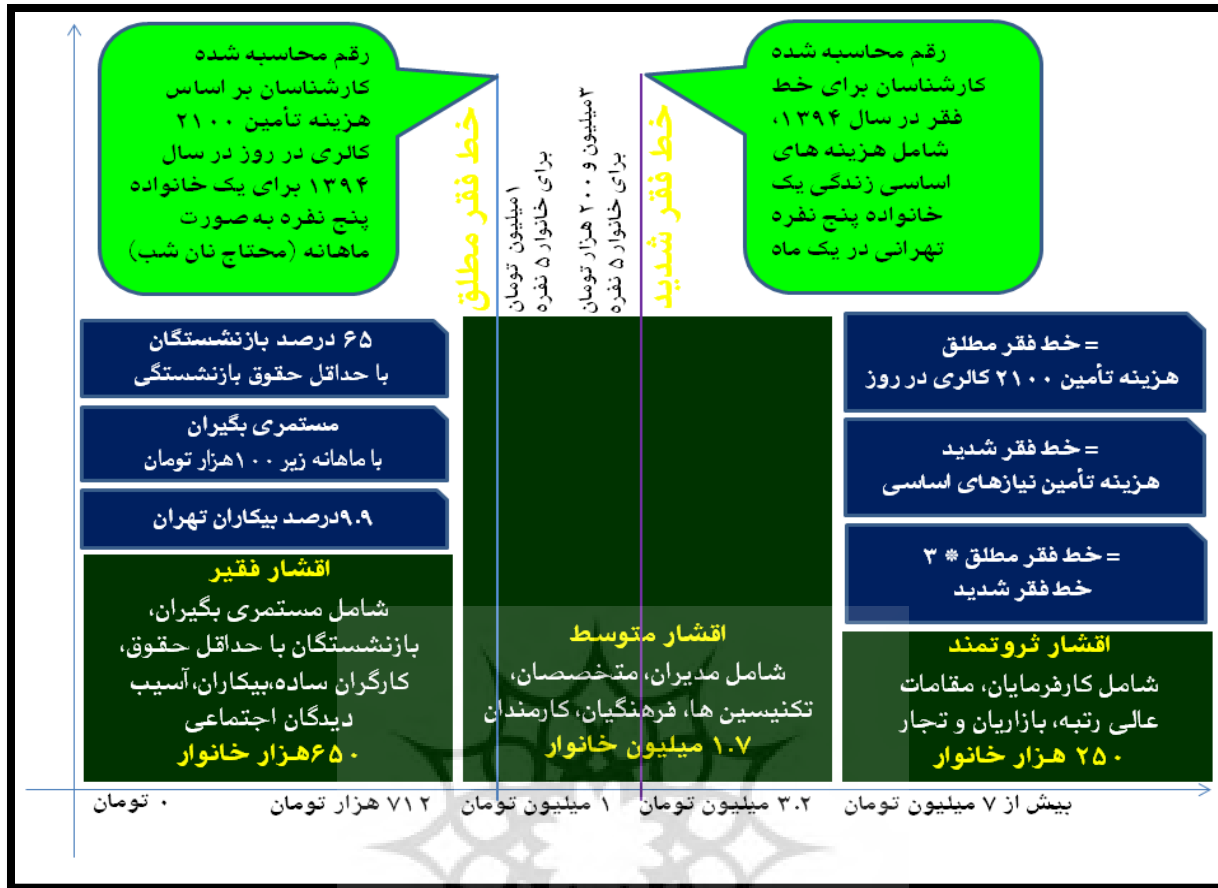 رقم محاسبه شده
کارشناسان برای خط
فقر در سال ۱۳۹۴،
شامل هزینه های
اساسی زندگی یک
خانواده پنج نفره
تهرانی در یک ماه
خط فقر شدید
۳میلیون و ۲۰۰ هزار تومان
برای خانوار ۵ نفره
رقم محاسبه شده
کارشناسان بر اساس
هزینه تأمین ۲۱۰۰
کالری در روز در سال
۱۳۹۴ برای یک خانواده
پنج نفره به صورت
ماهانه (محتاج نان شب)
خط فقر مطلق
۱میلیون تومان
برای خانوار ۵ نفره
= خط فقر مطلق
هزینه تأمین ۲۱۰۰ کالری در روز
= خط فقر شدید
هزینه تأمین نیازهای اساسی
= خط فقر مطلق * ۳
خط‌فقر شدید
اقشار ثروتمند
شامل کارفرمایان، مقامات
عالی رتبه، بازاریان و تجار
۲۵۰ هزار خانوار
اقشار متوسط
شامل مدیران، متخصصان،
تکنیسین ها، فرهنگیان، کارمندان
۱.۷ میلیون خانوار
۶۵ درصد بازنشستگان
با حداقل حقوق بازنشستگی
مستمری بگیران
با ماهانه زیر ۱۰۰هزار تومان
۹.۹درصد بیکاران تهران
اقشار فقیر
شامل مستمری بگیران،
بازنشستگان با حداقل حقوق،
کارگران ساده،بیکاران،آسیب
دیدگان اجتماعی
۶۵۰هزار خانوار
بیش از ۷ میلیون تومان
۳.۲ میلیون تومان
۱ میلیون تومان
۷۱۲ هزار تومان
۰ تومان